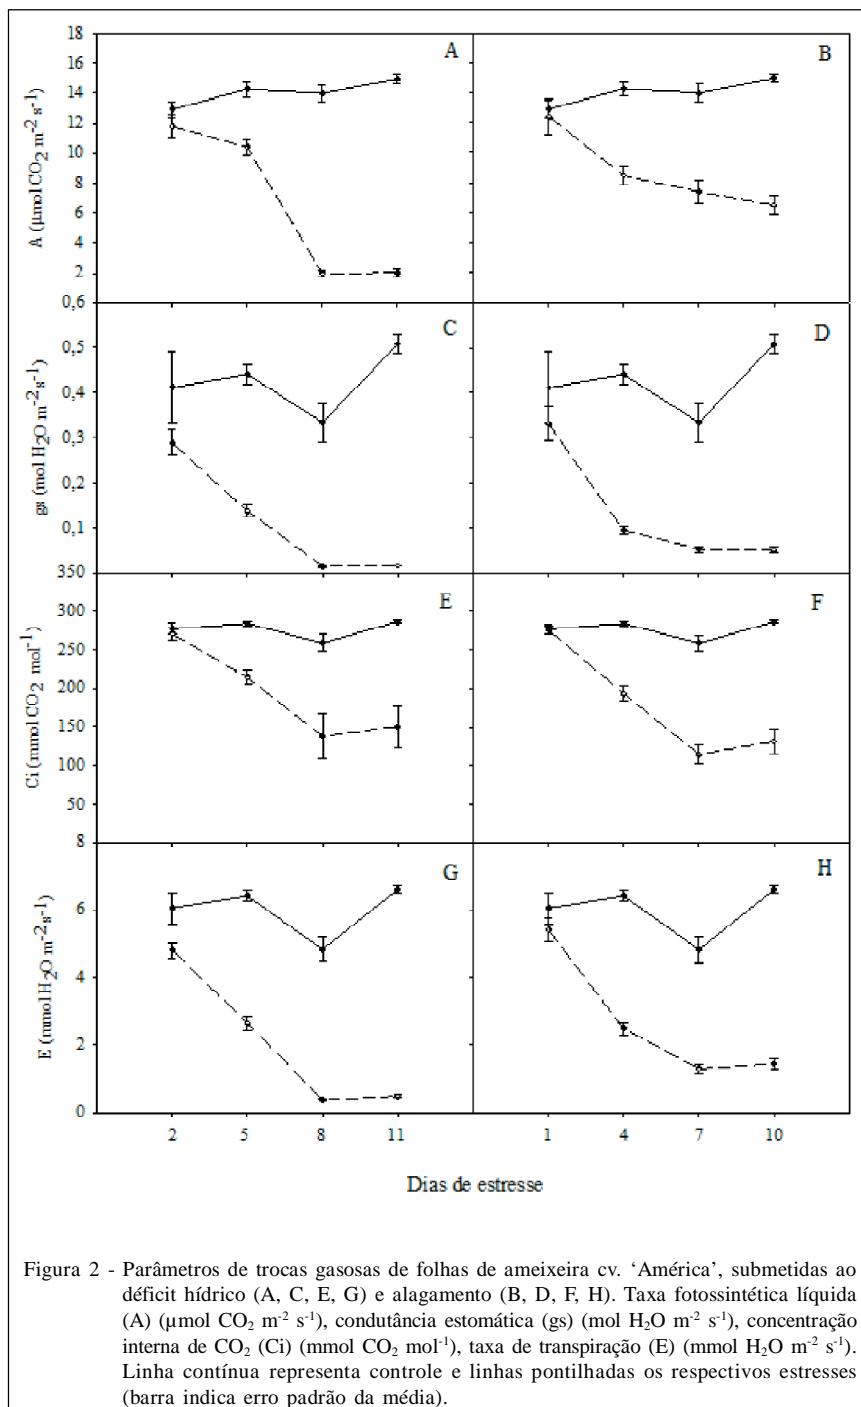 A
B
18
16
14
12
10
8
6
4
2
A (µmol CO2 m-2 s-1)
C
D
0,6
0,5
0,4
0,3
0,2
0,1
gs (mol H2O m-2s-1)
E
F
350
300
250
200
150
100
50
Ci (mmol CO2 mol-1)
G
H
8
6
4
2
0
E (mmol H2O m-2s-1)
2 5 8 11 1 4 7 10
Dias de estresse
Figura 2 - Parâmetros de trocas gasosas de folhas de ameixeira cv. ‘América’, submetidas ao
déficit hídrico (A, C, E, G) e alagamento (B, D, F, H). Taxa fotossintética líquida
(A) (µmol CO2 m-2 s-1), condutância estomática (gs) (mol H2O m-2 s-1), concentração
interna de CO2 (Ci) (mmol CO2 mol-1), taxa de transpiração (E) (mmol H2O m-2 s-1).
Linha contínua representa controle e linhas pontilhadas os respectivos estresses
(barra indica erro padrão da média).